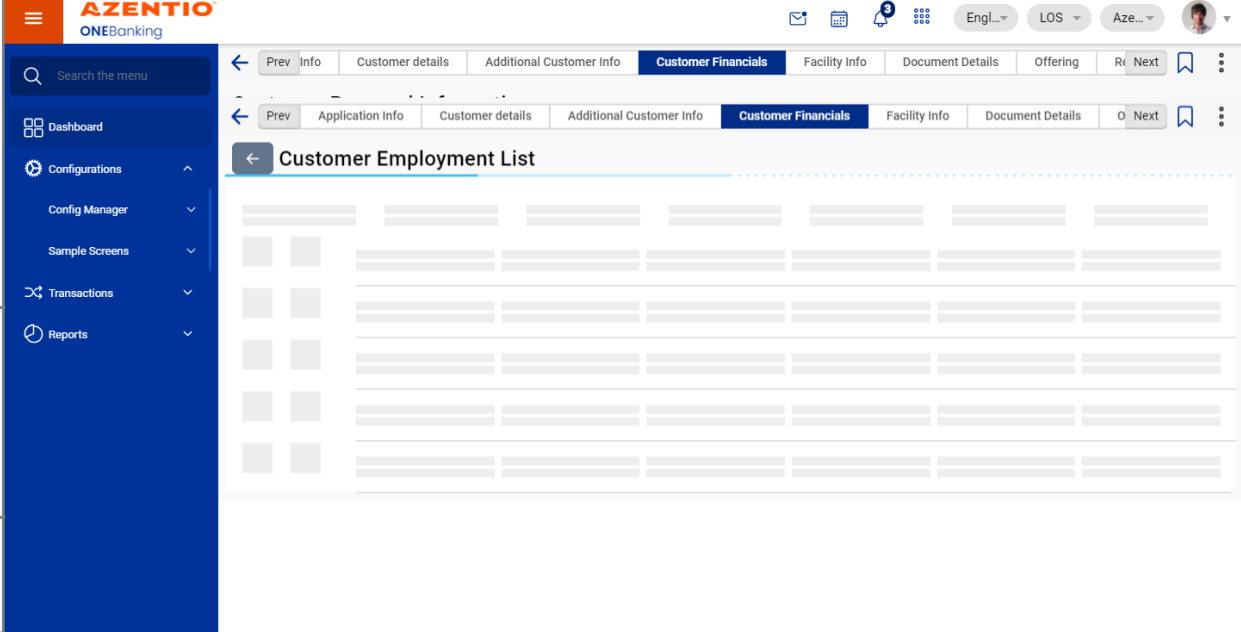 AZENTIO
ONEBanking
3
Engl...
LOS
Aze...
Search the menu
Dashboard
Configurations
Config Manager
Sample Screens
Transactions
Reports
Prev Info Customer details Additional Customer Info Customer Financials Facility Info Document Details Offering Next
Prev Application Info Customer details Additional Customer Info Customer Financials Facility Info Document Details O Next
Customer Employment List